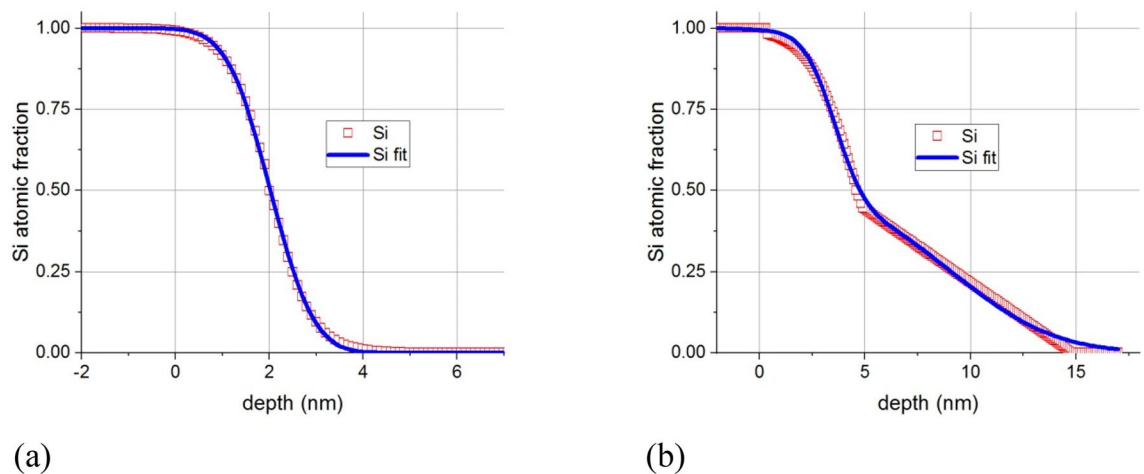 1.00
0.75
0.50
0.25
0.00
Si atomic fraction
Si
Si fit
-2 0 2 4 6
depth (nm)
(a)
1.00
0.75
0.50
0.25
0.00
Si atomic fraction
Si
Si fit
0 5 10 15
depth (nm)
(b)